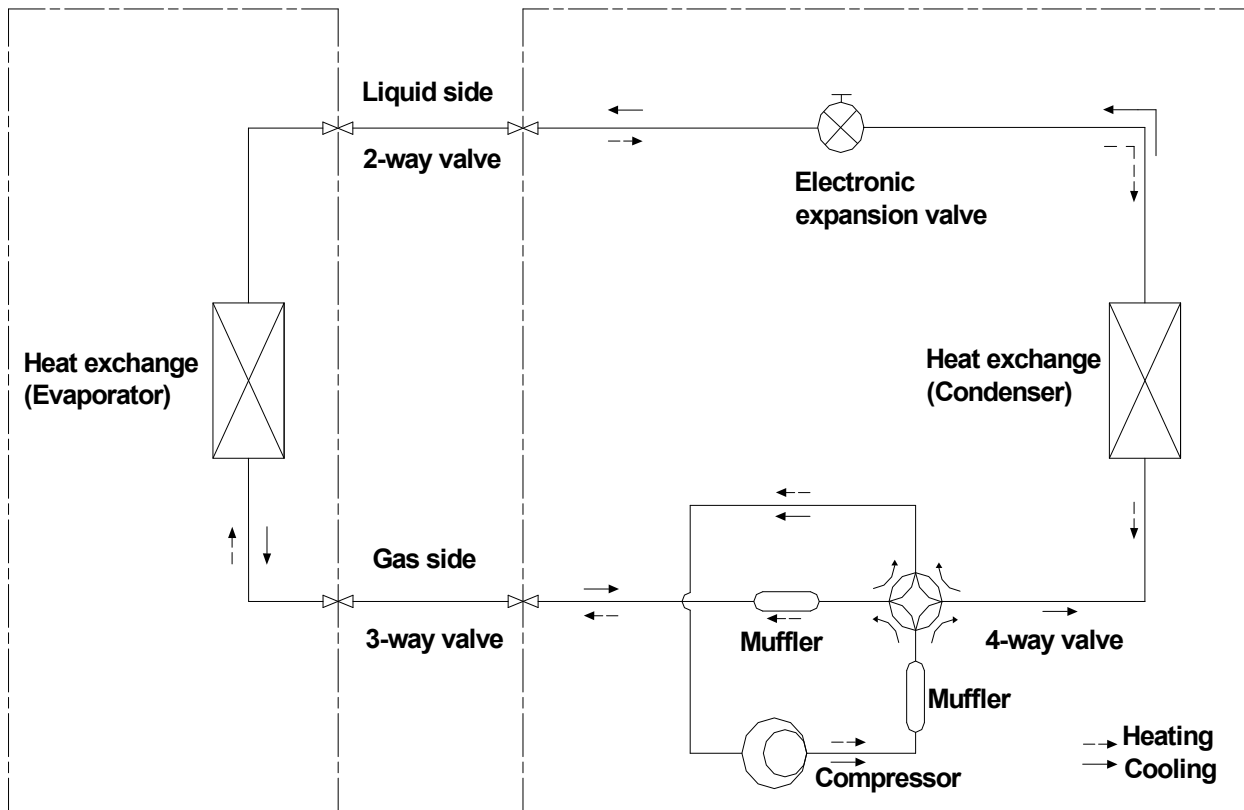 Liquid side
2-way valve
Electronic
expansion valve
Heat exchange
(Evaporator)
Heat exchange
(Condenser)
Gas side
3-way valve
Muffler
4-way valve
Muffler
Compressor
Heating
Cooling